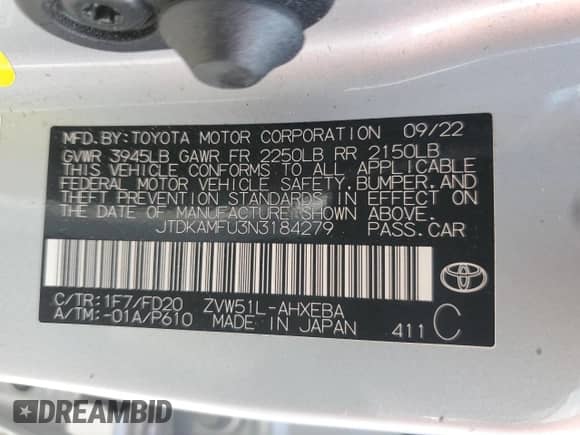 MFD.BY:TOYOTA MOTOR CORPORATION 09/22
GVWR 3945LB GAWR FR 2250LB RR 2150LB
THIS VEHICLE CONFORMS TO ALL APPLICABLE
FEDERAL MOTOR VEHICLE SAFETY,BUMPER,AND
THEFT PREVENTION STANDARDS IN EFFECT ON
THE DATE OF MANUFACTURE SHOWN ABOVE.
JTDKAMFU3N3184279 PASS.CAR
C/TR:1F7/FD20 ZVW51L-AHXEBA
A/TM:-01A/P610 MADE IN JAPAN 411 C
DREAMBID